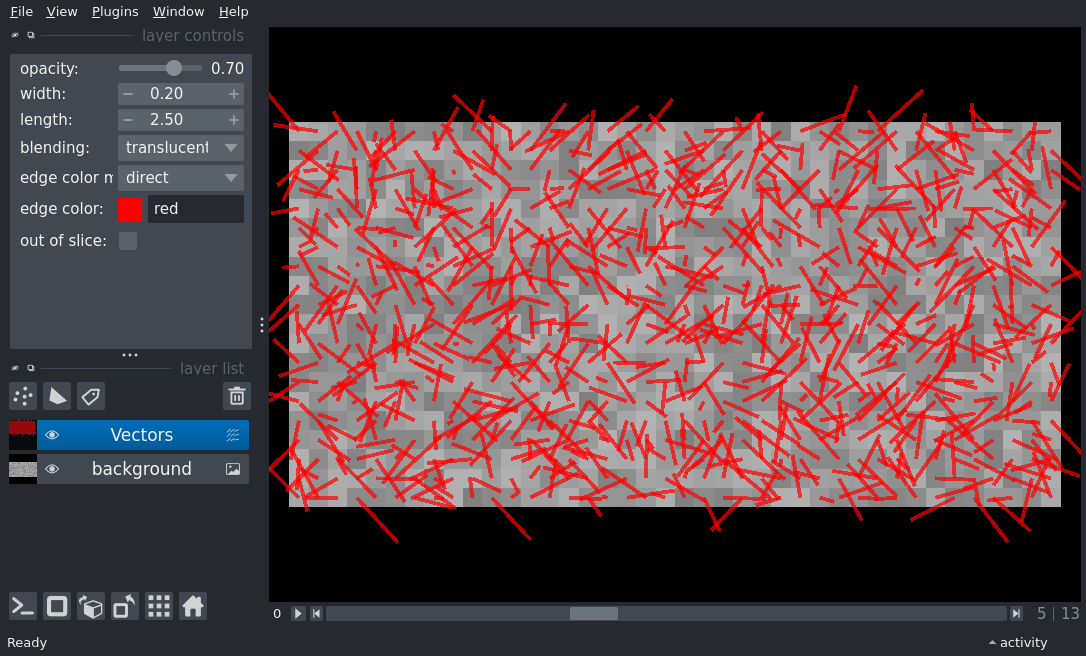 File View Plugins Window Help
layer controls
opacity: 0.70
width: − 0.20 +
length: − 2.50 +
blending: translucent
edge color m direct
edge color: red
out of slice:
layer list
Vectors
background
0 5 | 13
Ready activity